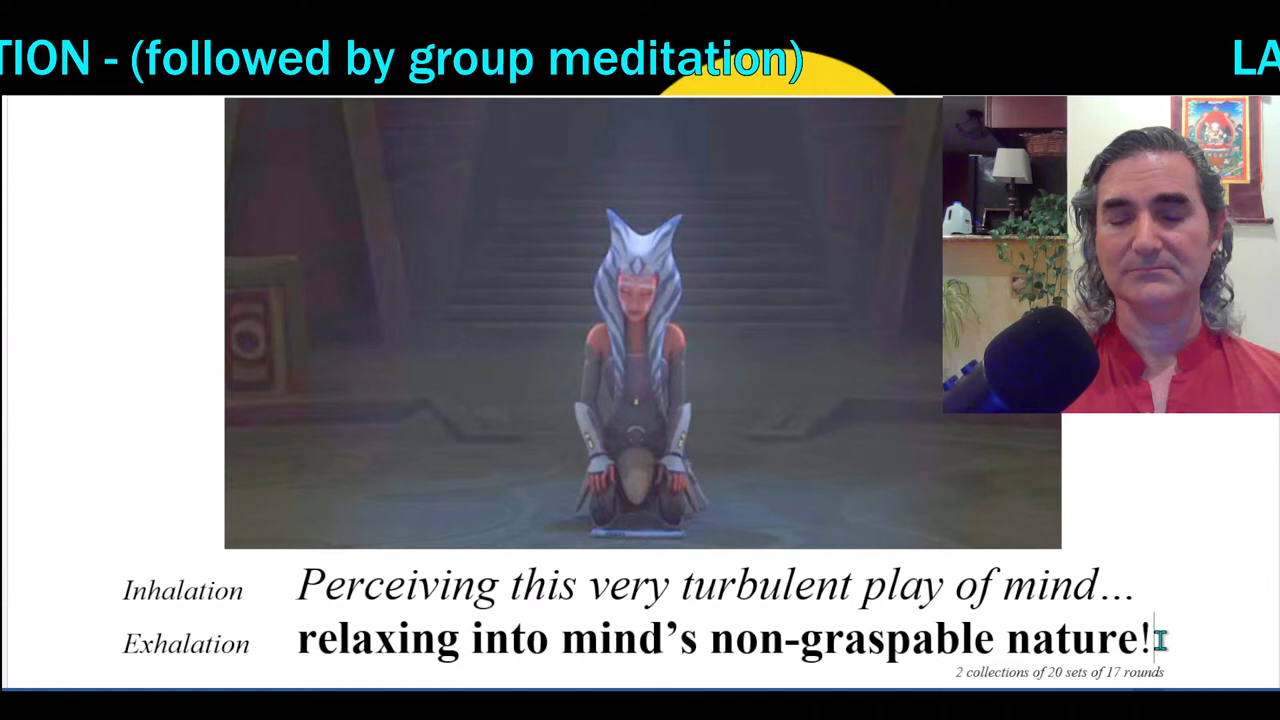 TION - (followed by group meditation) LA
Inhalation Perceiving this very turbulent play of mind...
Exhalation relaxing into mind's non-graspable nature!
2 collections of 20 sets of 17 rounds